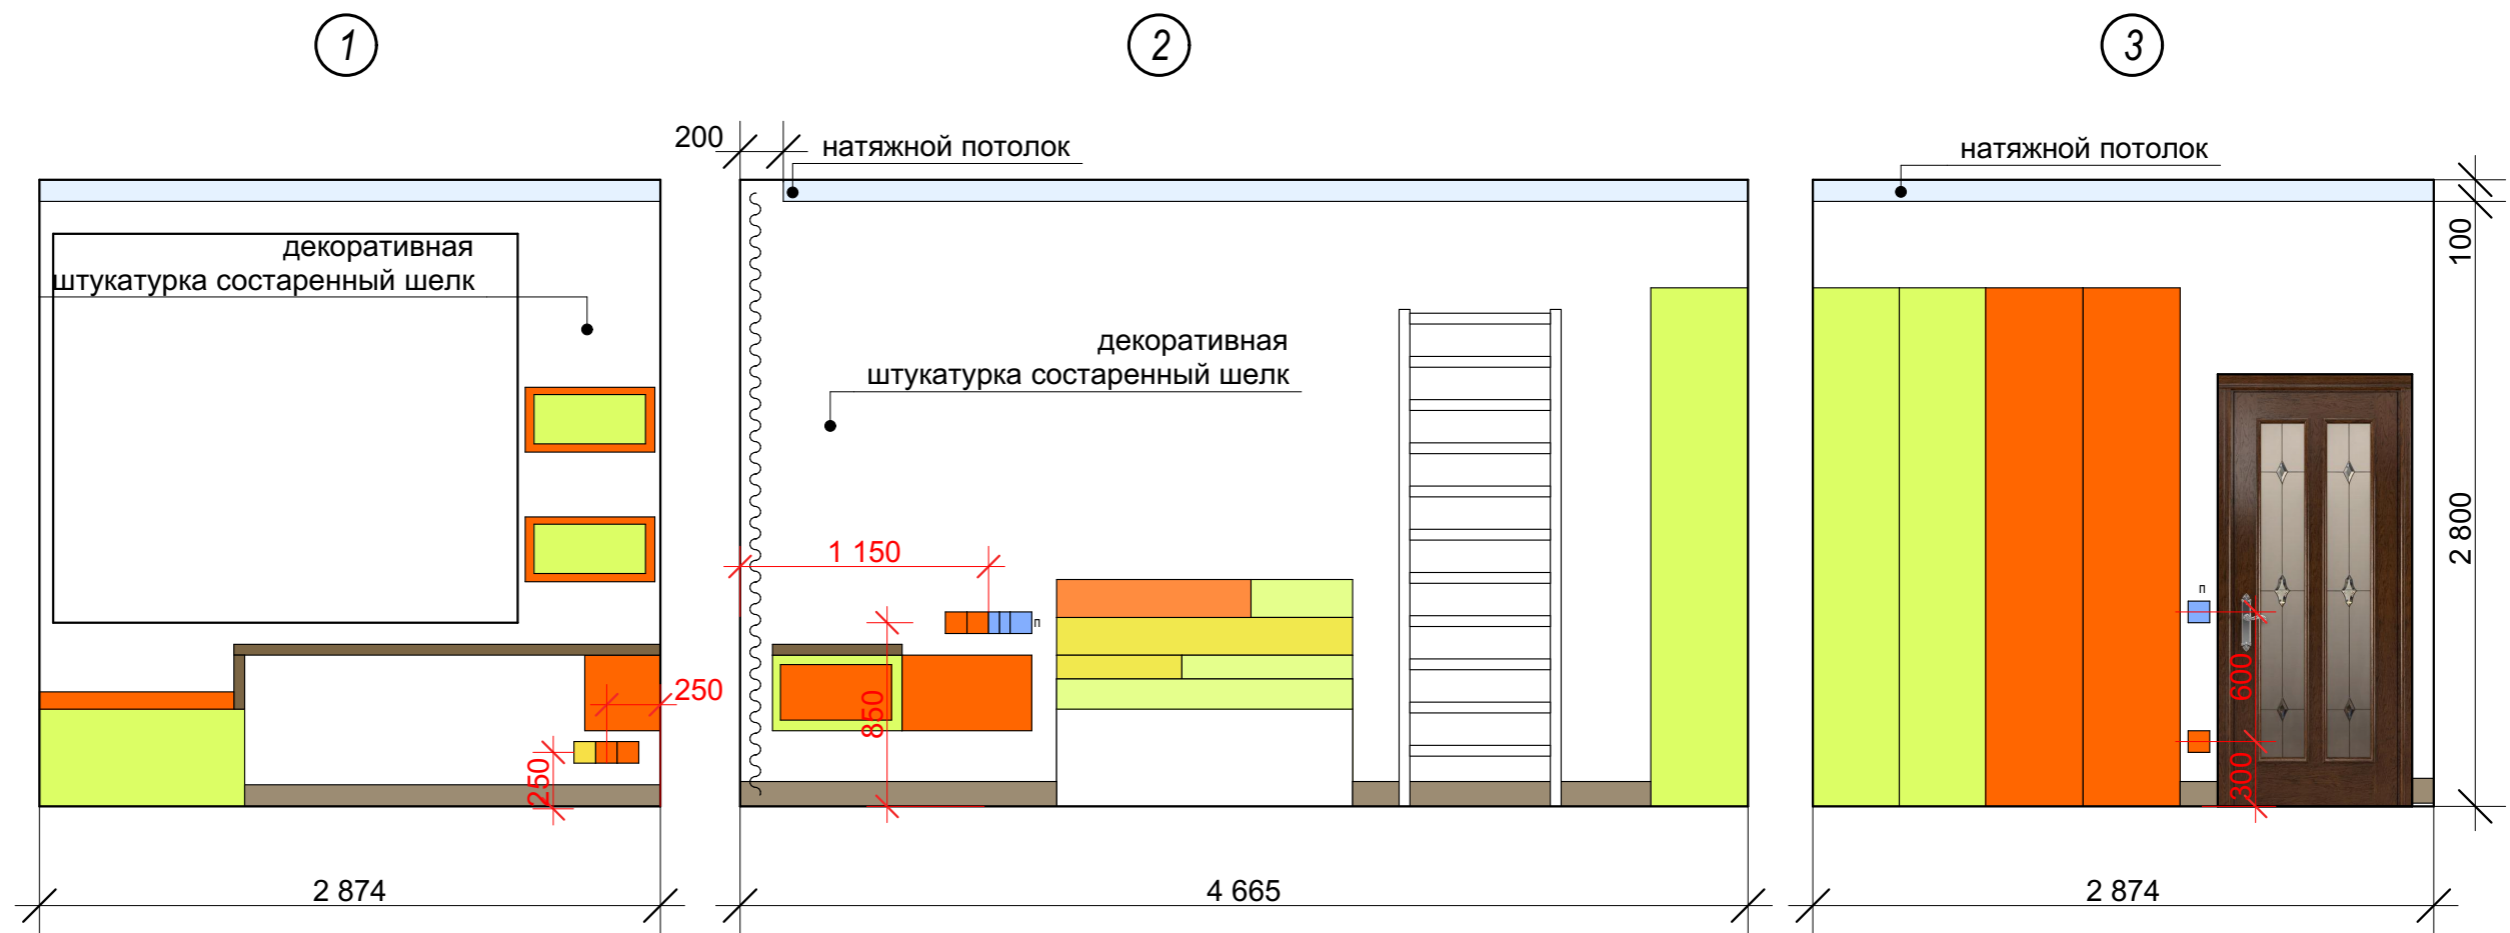 1
2
3
200
натяжной потолок
натяжной потолок
декоративная
штукатурка состаренный шелк
100
декоративная
штукатурка состаренный шелк
2 800
1 150
п
п
250
850
600
250
300
2 874
4 665
2 874